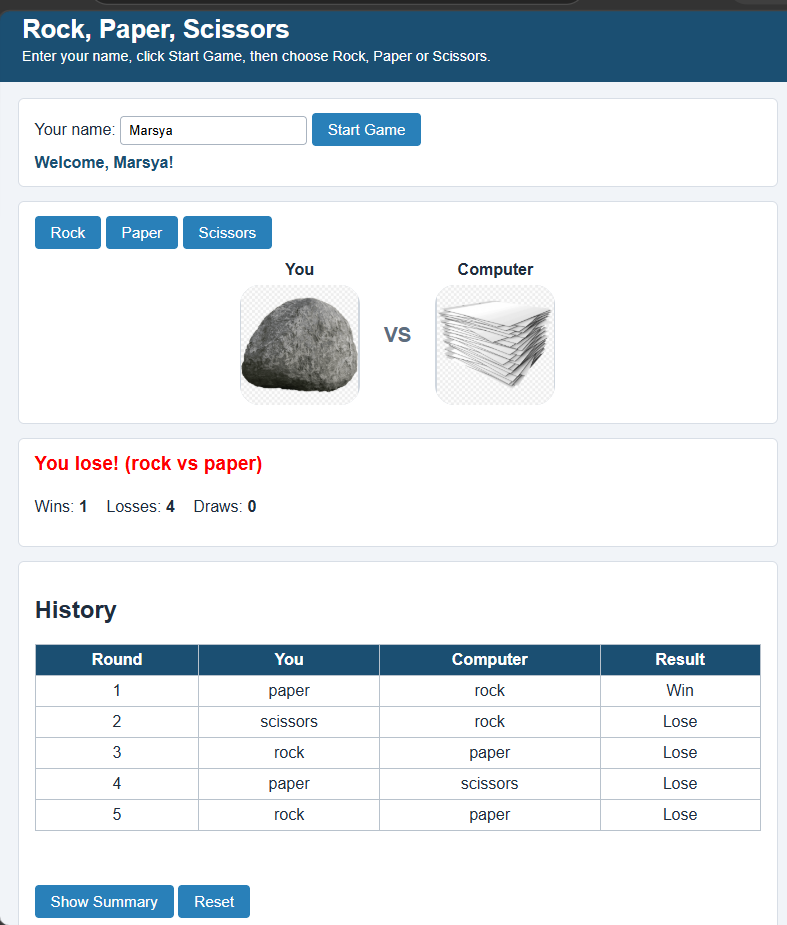 Rock, Paper, Scissors
Enter your name, click Start Game, then choose Rock, Paper or Scissors.
Your name: Marsya Start Game
Welcome, Marsya!
Rock Paper Scissors
You Computer
VS
You lose! (rock vs paper)
Wins: 1 Losses: 4 Draws: 0
History
Round You Computer Result
1 paper rock Win
2 scissors rock Lose
3 rock paper Lose
4 paper scissors Lose
5 rock paper Lose
Show Summary Reset